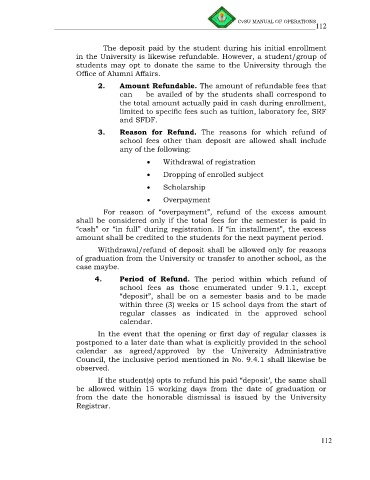 CvSU MANUAL OF OPERATIONS
112
The deposit paid by the student during his initial enrollment
in the University is likewise refundable. However, a student/group of
students may opt to donate the same to the University through the
Office of Alumni Affairs.
2. Amount Refundable. The amount of refundable fees that
can be availed of by the students shall correspond to
the total amount actually paid in cash during enrollment,
limited to specific fees such as tuition, laboratory fee, SRF
and SFDF.
3. Reason for Refund. The reasons for which refund of
school fees other than deposit are allowed shall include
any of the following:
• Withdrawal of registration
• Dropping of enrolled subject
• Scholarship
• Overpayment
For reason of “overpayment”, refund of the excess amount
shall be considered only if the total fees for the semester is paid in
“cash” or “in full” during registration. If “in installment”, the excess
amount shall be credited to the students for the next payment period.
Withdrawal/refund of deposit shall be allowed only for reasons
of graduation from the University or transfer to another school, as the
case maybe.
4. Period of Refund. The period within which refund of
school fees as those enumerated under 9.1.1, except
“deposit”, shall be on a semester basis and to be made
within three (3) weeks or 15 school days from the start of
regular classes as indicated in the approved school
calendar.
In the event that the opening or first day of regular classes is
postponed to a later date than what is explicitly provided in the school
calendar as agreed/approved by the University Administrative
Council, the inclusive period mentioned in No. 9.4.1 shall likewise be
observed.
If the student(s) opts to refund his paid “deposit’, the same shall
be allowed within 15 working days from the date of graduation or
from the date the honorable dismissal is issued by the University
Registrar.
112